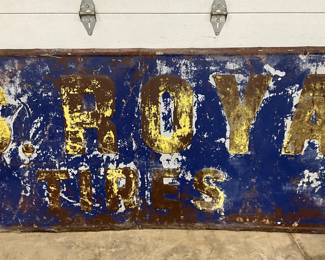 S. ROYA
TIRES